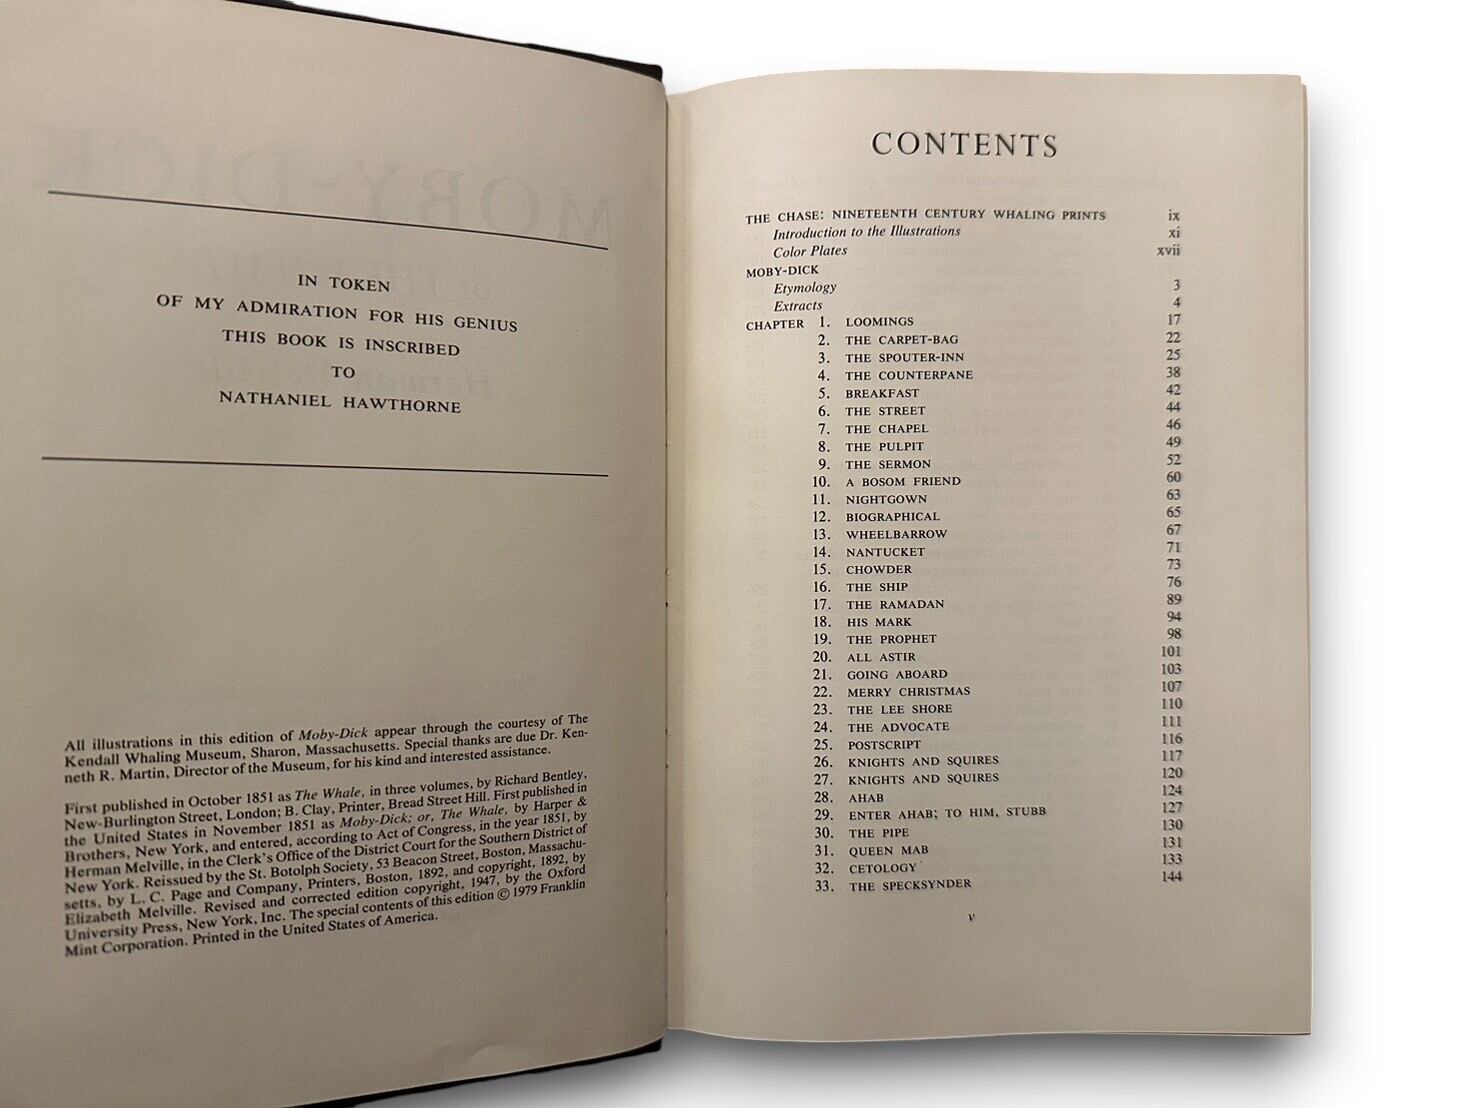 IN TOKEN
OF MY ADMIRATION FOR HIS GENIUS
THIS BOOK IS INSCRIBED
TO
NATHANIEL HAWTHORNE
All illustrations in this edition of Moby-Dick appear through the courtesy of The
Kendall Whaling Museum, Sharon, Massachusetts. Special thanks are due Dr. Ken-
neth R. Martin, Director of the Museum, for his kind and interested assistance.
First published in October 1851 as The Whale, in three volumes, by Richard Bentley,
New-Burlington Street, London; B. Clay, Printer, Bread Street Hill. First published in
the United States in November 1851 as Moby-Dick; or, The Whale, by Harper &
Brothers, New York, and entered, according to Act of Congress, in the year 1851, by
Herman Melville, in the Clerk's Office of the District Court for the Southern District of
New York. Reissued by the St. Botolph Society, 53 Beacon Street, Boston, Massachu-
setts, by L. C. Page and Company, Printers, Boston, 1892, and copyright, 1892, by
Elizabeth Melville. Revised and corrected edition copyright, 1947, by the Oxford
University Press, New York, Inc. The special contents of this edition © 1979 Franklin
Mint Corporation. Printed in the United States of America.
CONTENTS
THE CHASE: NINETEENTH CENTURY WHALING PRINTS ix
Introduction to the Illustrations xi
Color Plates xvii
MOBY-DICK
Etymology 3
Extracts 4
CHAPTER 1. LOOMINGS 17
2. THE CARPET-BAG 22
3. THE SPOUTER-INN 25
4. THE COUNTERPANE 38
5. BREAKFAST 42
6. THE STREET 44
7. THE CHAPEL 46
8. THE PULPIT 49
9. THE SERMON 52
10. A BOSOM FRIEND 60
11. NIGHTGOWN 63
12. BIOGRAPHICAL 65
13. WHEELBARROW 67
14. NANTUCKET 71
15. CHOWDER 73
16. THE SHIP 76
17. THE RAMADAN 89
18. HIS MARK 94
19. THE PROPHET 98
20. ALL ASTIR 101
21. GOING ABOARD 103
22. MERRY CHRISTMAS 107
23. THE LEE SHORE 110
24. THE ADVOCATE 111
25. POSTSCRIPT 116
26. KNIGHTS AND SQUIRES 117
27. KNIGHTS AND SQUIRES 120
28. AHAB 124
29. ENTER AHAB; TO HIM, STUBB 127
30. THE PIPE 130
31. QUEEN MAB 131
32. CETOLOGY 133
33. THE SPECKSYNDER 144
v